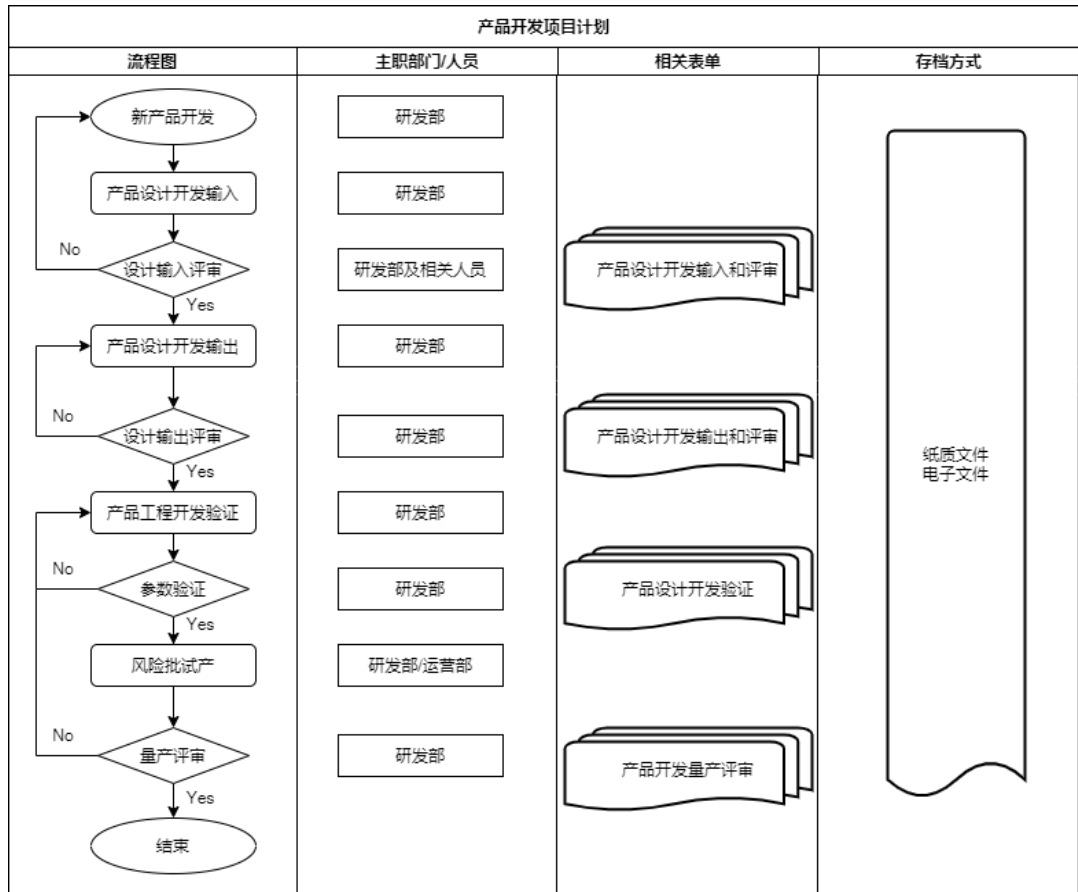 产品开发项目计划
流程图
主职部门/人员
相关表单
存档方式
新产品开发
研发部
产品设计开发输入
研发部
No
设计输入评审
研发部及相关人员
产品设计开发输入和评审
Yes
产品设计开发输出
研发部
No
设计输出评审
研发部
产品设计开发输出和评审
Yes
纸质文件
电子文件
产品工程开发验证
研发部
No
参数验证
研发部
产品设计开发验证
Yes
风险批试产
研发部/运营部
No
量产评审
研发部
产品开发量产评审
Yes
结束